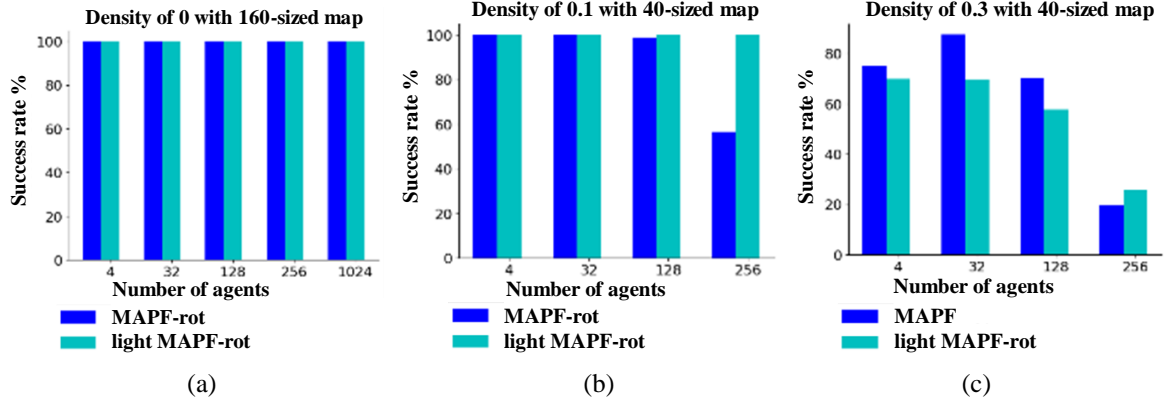 Density of 0 with 160-sized map
Success rate %
100
80
60
40
20
0
4 32 128 256 1024
Number of agents
MAPF-rot
light MAPF-rot
(a)
Density of 0.1 with 40-sized map
Success rate %
100
80
60
40
20
0
4 32 128 256
Number of agents
MAPF-rot
light MAPF-rot
(b)
Density of 0.3 with 40-sized map
Success rate %
80
60
40
20
0
4 32 128 256
Number of agents
MAPF
light MAPF-rot
(c)